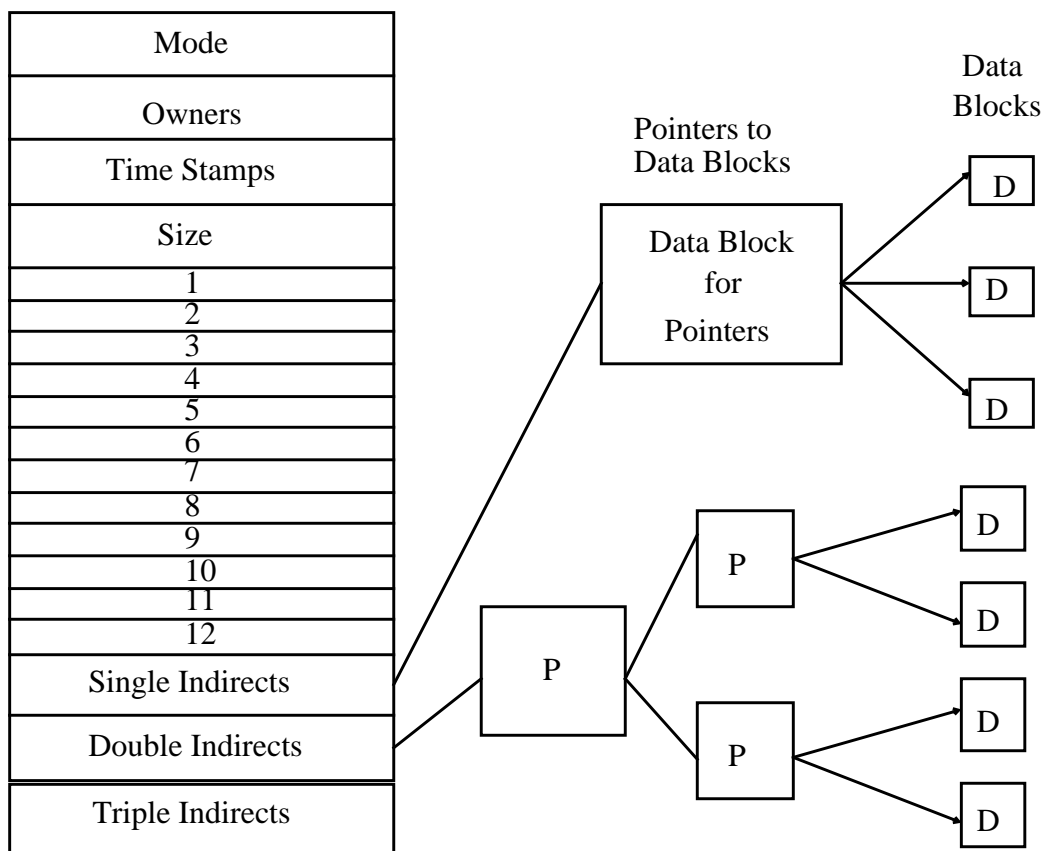 Mode
Owners
Time Stamps
Size
1
2
3
4
5
6
7
8
9
10
11
12
Single Indirects
Double Indirects
Triple Indirects
Pointers to
Data Blocks
Data Block
for
Pointers
P
P
P
Data
Blocks
D
D
D
D
D
D
D